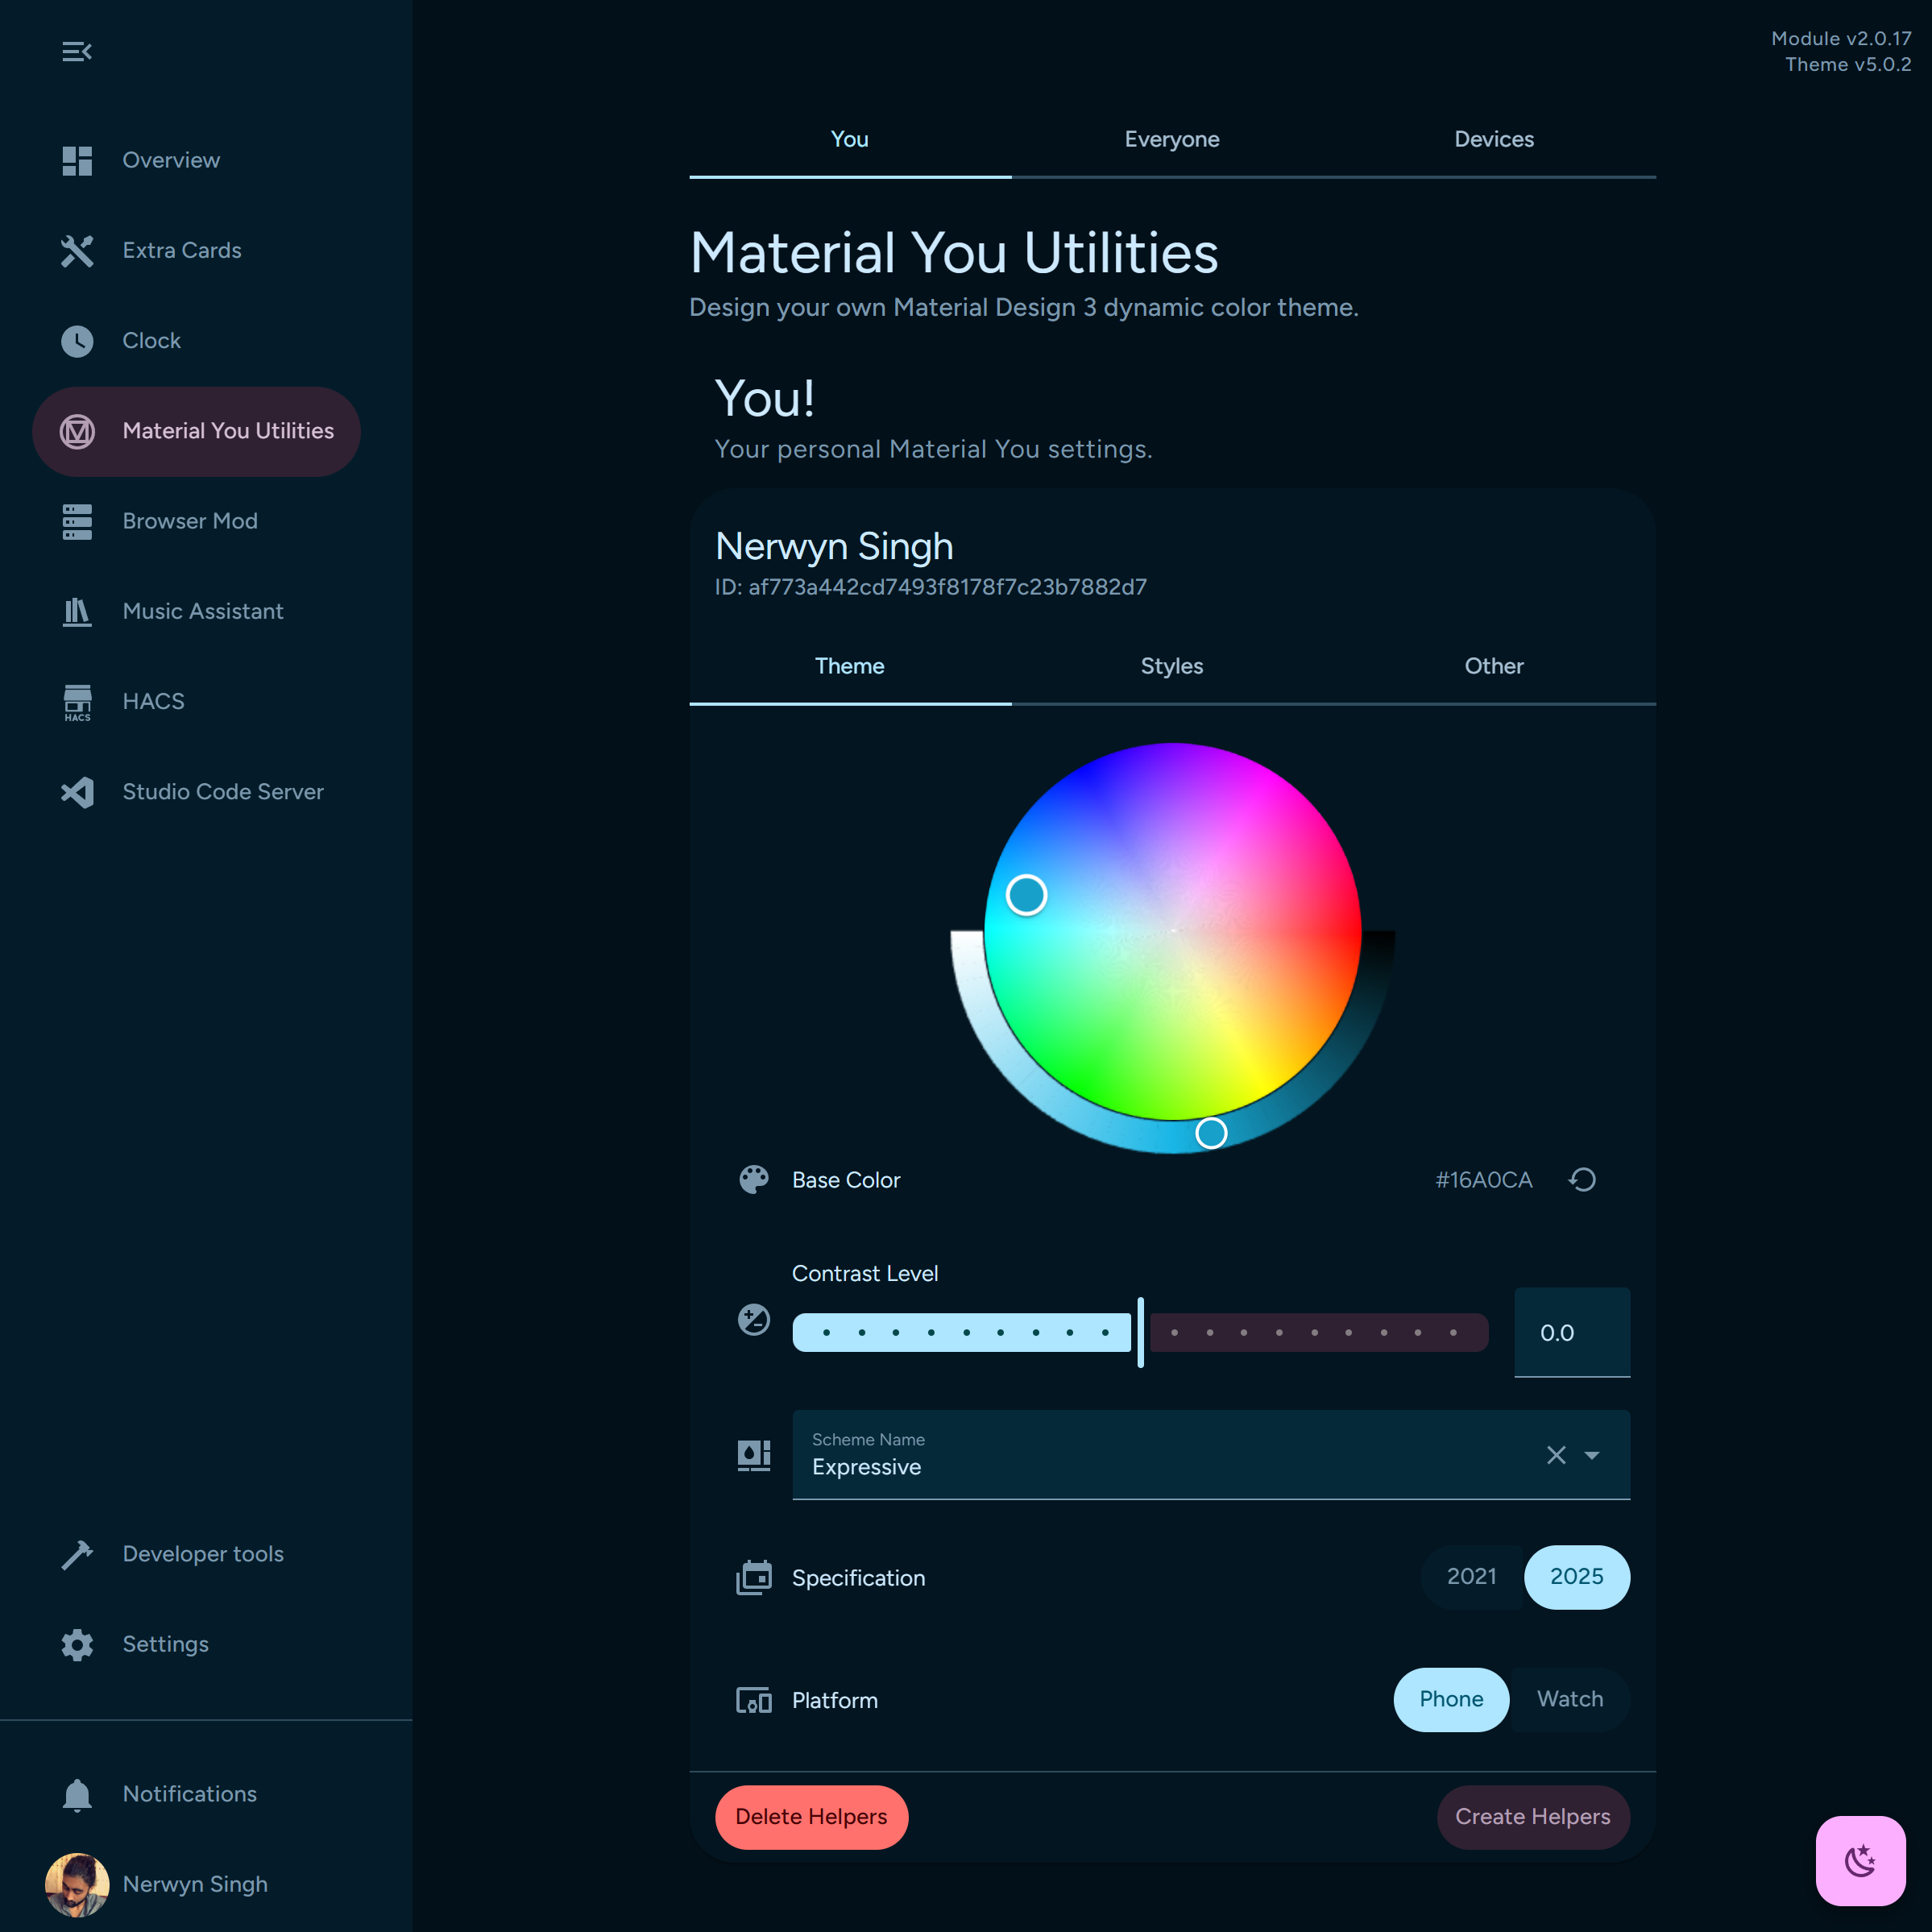 Module v2.0.17
Theme v5.0.2
Overview
Extra Cards
Clock
Material You Utilities
Browser Mod
Music Assistant
HACS
HACS
Studio Code Server
Developer tools
Settings
Notifications
Nerwyn Singh
You
Everyone
Devices
Material You Utilities
Design your own Material Design 3 dynamic color theme.
You!
Your personal Material You settings.
Nerwyn Singh
ID: af773a442cd7493f8178f7c23b7882d7
Theme
Styles
Other
Base Color
#16A0CA
Contrast Level
0.0
Scheme Name
Expressive
Specification
2021
2025
Platform
Phone
Watch
Delete Helpers
Create Helpers